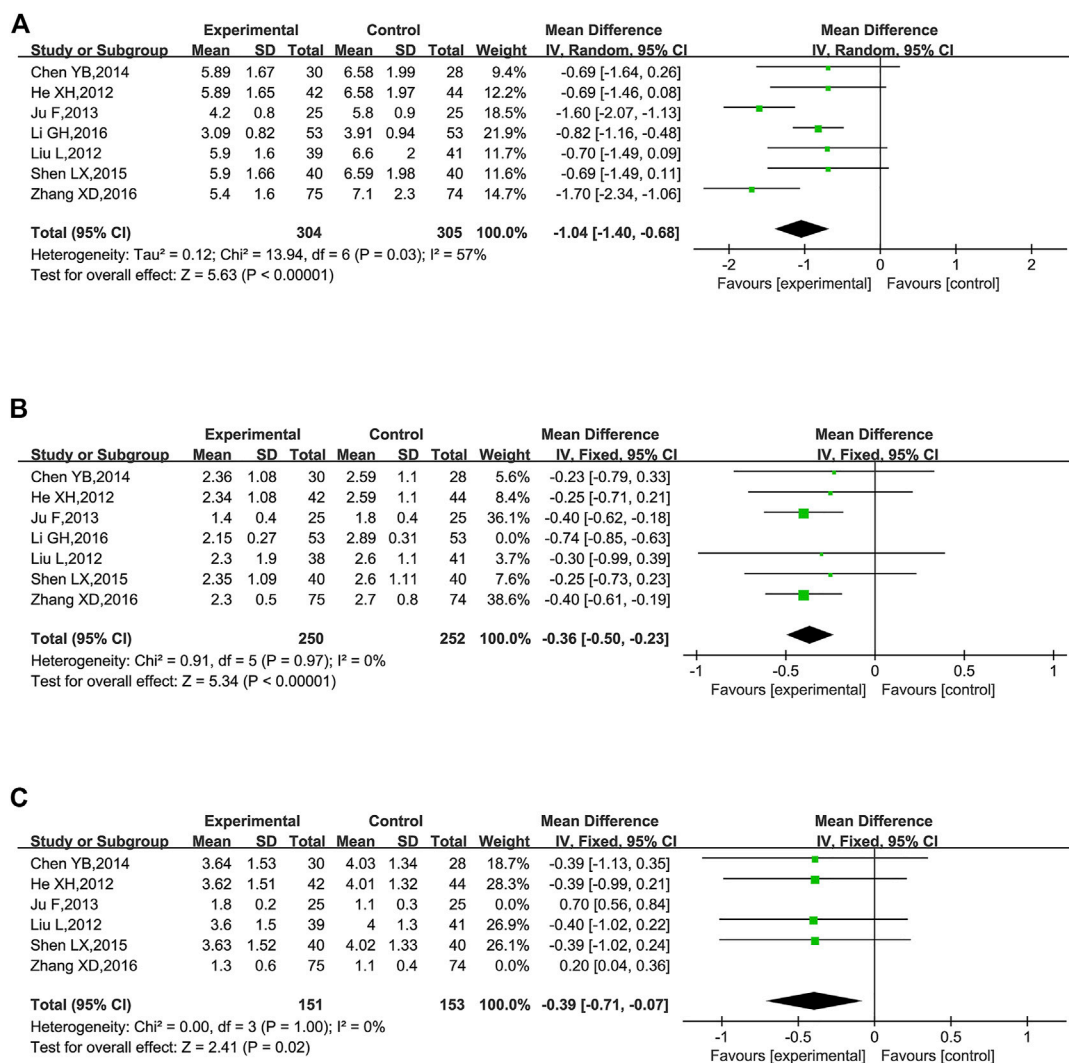 A
Experimental Control Mean Difference Mean Difference
Study or Subgroup Mean SD Total Mean SD Total Weight IV, Random, 95% CI IV, Random, 95% CI
Chen YB,2014 5.89 1.67 30 6.58 1.99 28 9.4% -0.69 [-1.64, 0.26]
He XH,2012 5.89 1.65 42 6.58 1.97 44 12.2% -0.69 [-1.46, 0.08]
Ju F,2013 4.2 0.8 25 5.8 0.9 25 18.5% -1.60 [-2.07, -1.13]
Li GH,2016 3.09 0.82 53 3.91 0.94 53 21.9% -0.82 [-1.16, -0.48]
Liu L,2012 5.9 1.6 39 6.6 2 41 11.7% -0.70 [-1.49, 0.09]
Shen LX,2015 5.9 1.66 40 6.59 1.98 40 11.6% -0.69 [-1.49, 0.11]
Zhang XD,2016 5.4 1.6 75 7.1 2.3 74 14.7% -1.70 [-2.34, -1.06]
Total (95% CI) 304 305 100.0% -1.04 [-1.40, -0.68]
Heterogeneity: Tau² = 0.12; Chi² = 13.94, df = 6 (P = 0.03); I² = 57%
Test for overall effect: Z = 5.63 (P < 0.00001)
-2 -1 0 1 2
Favours [experimental] Favours [control]
B
Experimental Control Mean Difference Mean Difference
Study or Subgroup Mean SD Total Mean SD Total Weight IV, Fixed, 95% CI IV, Fixed, 95% CI
Chen YB,2014 2.36 1.08 30 2.59 1.1 28 5.6% -0.23 [-0.79, 0.33]
He XH,2012 2.34 1.08 42 2.59 1.1 44 8.4% -0.25 [-0.71, 0.21]
Ju F,2013 1.4 0.4 25 1.8 0.4 25 36.1% -0.40 [-0.62, -0.18]
Li GH,2016 2.15 0.27 53 2.89 0.31 53 0.0% -0.74 [-0.85, -0.63]
Liu L,2012 2.3 1.9 38 2.6 1.1 41 3.7% -0.30 [-0.99, 0.39]
Shen LX,2015 2.35 1.09 40 2.6 1.11 40 7.6% -0.25 [-0.73, 0.23]
Zhang XD,2016 2.3 0.5 75 2.7 0.8 74 38.6% -0.40 [-0.61, -0.19]
Total (95% CI) 250 252 100.0% -0.36 [-0.50, -0.23]
Heterogeneity: Chi² = 0.91, df = 5 (P = 0.97); I² = 0%
Test for overall effect: Z = 5.34 (P < 0.00001)
-1 -0.5 0 0.5 1
Favours [experimental] Favours [control]
C
Experimental Control Mean Difference Mean Difference
Study or Subgroup Mean SD Total Mean SD Total Weight IV, Fixed, 95% CI IV, Fixed, 95% CI
Chen YB,2014 3.64 1.53 30 4.03 1.34 28 18.7% -0.39 [-1.13, 0.35]
He XH,2012 3.62 1.51 42 4.01 1.32 44 28.3% -0.39 [-0.99, 0.21]
Ju F,2013 1.8 0.2 25 1.1 0.3 25 0.0% 0.70 [0.56, 0.84]
Liu L,2012 3.6 1.5 39 4 1.3 41 26.9% -0.40 [-1.02, 0.22]
Shen LX,2015 3.63 1.52 40 4.02 1.33 40 26.1% -0.39 [-1.02, 0.24]
Zhang XD,2016 1.3 0.6 75 1.1 0.4 74 0.0% 0.20 [0.04, 0.36]
Total (95% CI) 151 153 100.0% -0.39 [-0.71, -0.07]
Heterogeneity: Chi² = 0.00, df = 3 (P = 1.00); I² = 0%
Test for overall effect: Z = 2.41 (P = 0.02)
-1 -0.5 0 0.5 1
Favours [experimental] Favours [control]